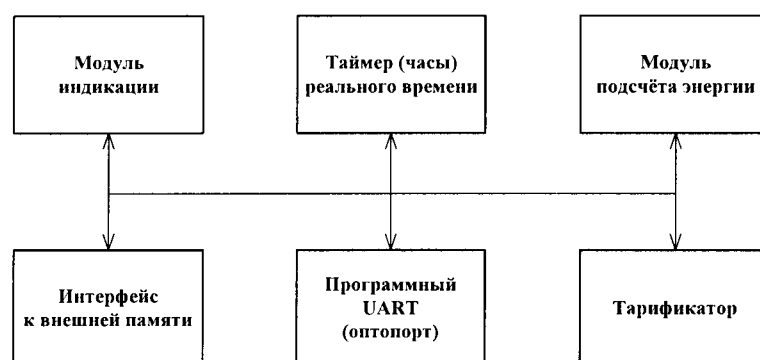 Модуль
индикации
Таймер (часы)
реального времени
Модуль
подсчёта энергии
Интерфейс
к внешней памяти
Программный
UART
(оптопорт)
Тарификатор